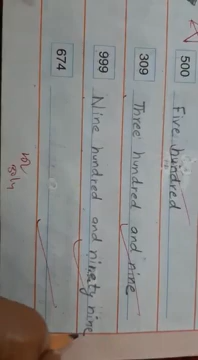 500 Five hundred
309 Three hundred and nine
999 Nine hundred and ninety nine
674